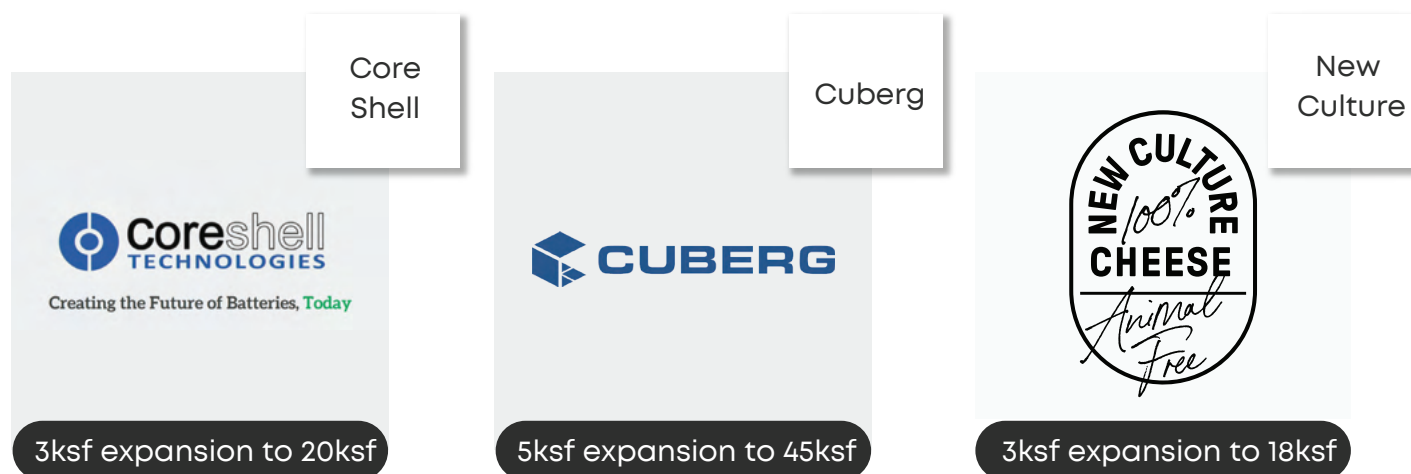 Core
Shell
Coreshell
TECHNOLOGIES
Creating the Future of Batteries, Today
3ksf expansion to 20ksf
Cuberg
CUBERG
5ksf expansion to 45ksf
New
Culture
NEW CULTURE
100%
CHEESE
Animal
Free
3ksf expansion to 18ksf